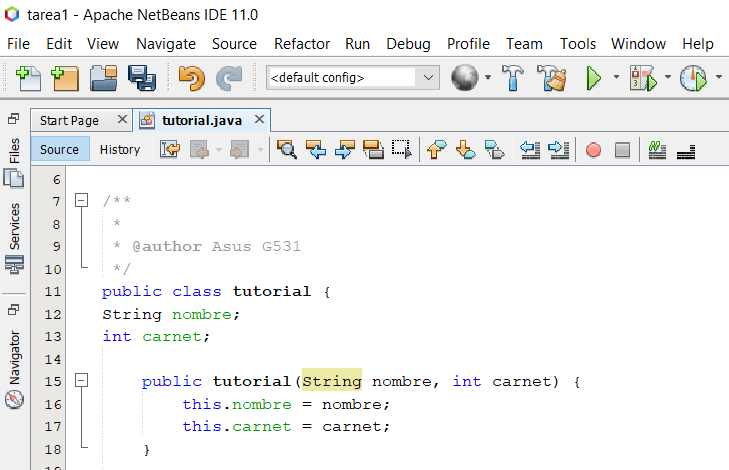 tarea1 - Apache NetBeans IDE 11.0
File Edit View Navigate Source Refactor Run Debug Profile Team Tools Window Help
<default config>
Start Page tutorial.java
Source History
Files
Services
Navigator
6
7 /**
8 *
9 * @author Asus G531
10 */
11 public class tutorial {
12 String nombre;
13 int carnet;
14
15 public tutorial(String nombre, int carnet) {
16 this.nombre = nombre;
17 this.carnet = carnet;
18 }